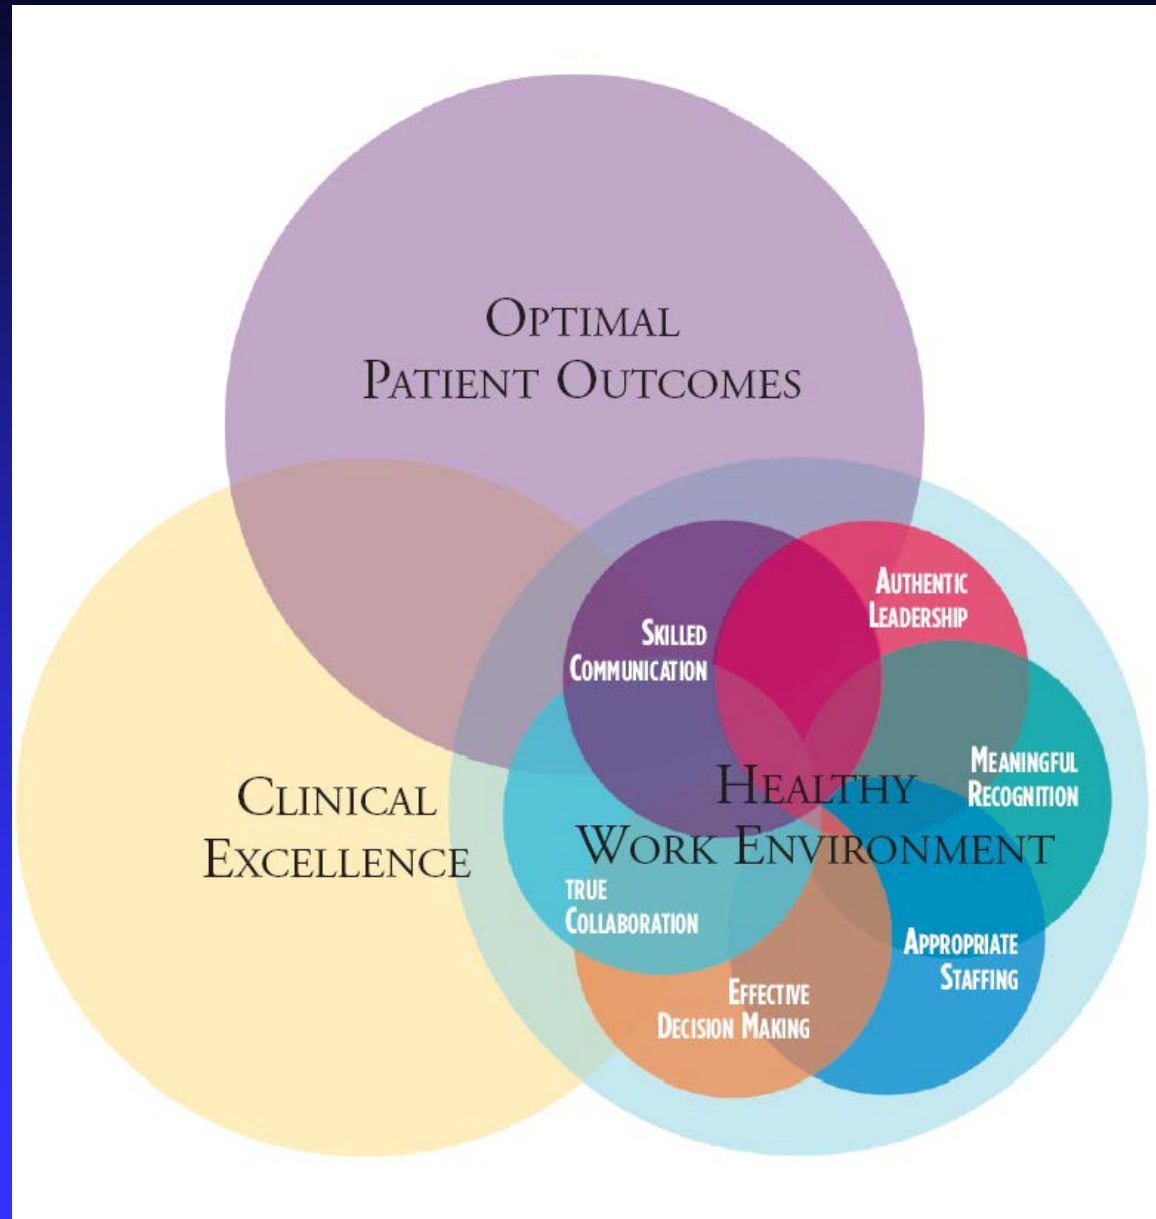 OPTIMAL
PATIENT OUTCOMES
AUTHENTIC
LEADERSHIP
SKILLED
COMMUNICATION
MEANINGFUL
RECOGNITION
HEALTHY
WORK ENVIRONMENT
CLINICAL
EXCELLENCE
TRUE
COLLABORATION
APPROPRIATE
STAFFING
EFFECTIVE
DECISION MAKING